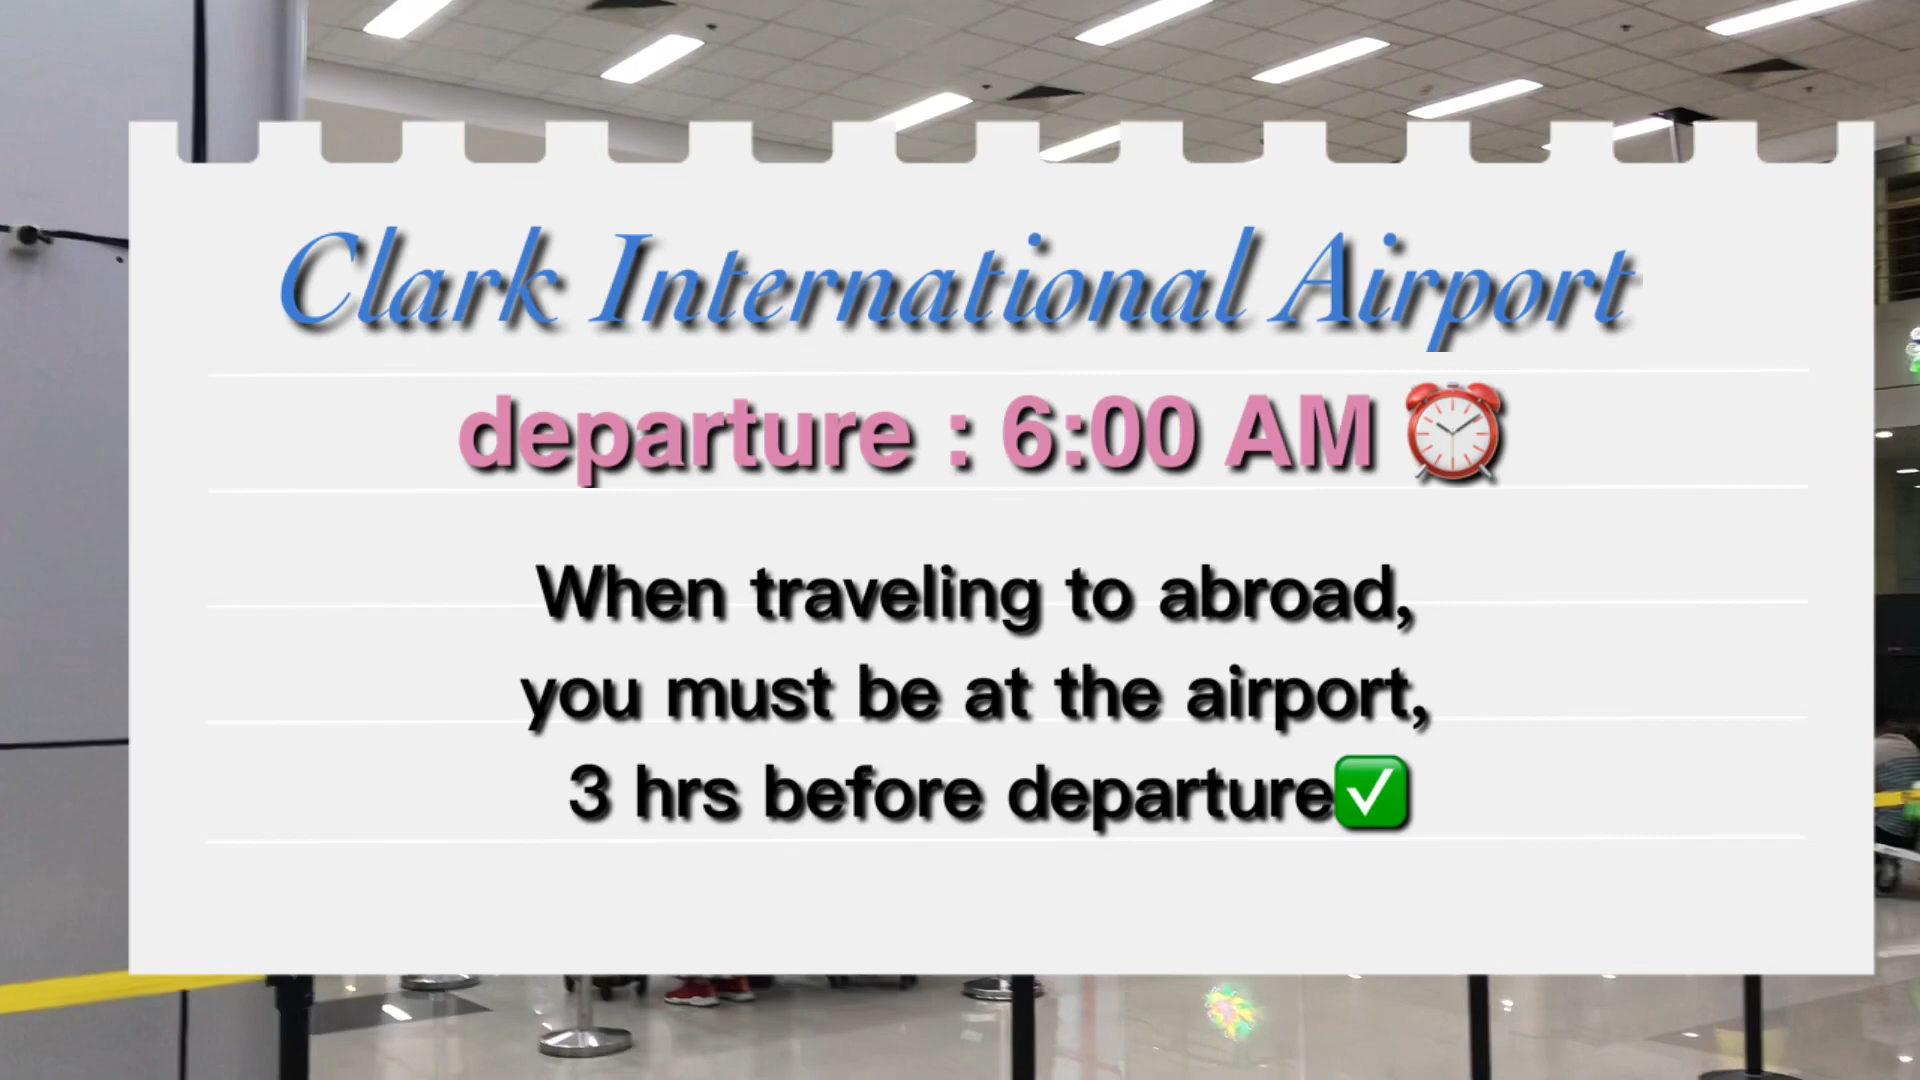 Clark International Airport
departure : 6:00 AM ⏰
When traveling to abroad,
you must be at the airport,
3 hrs before departure✅